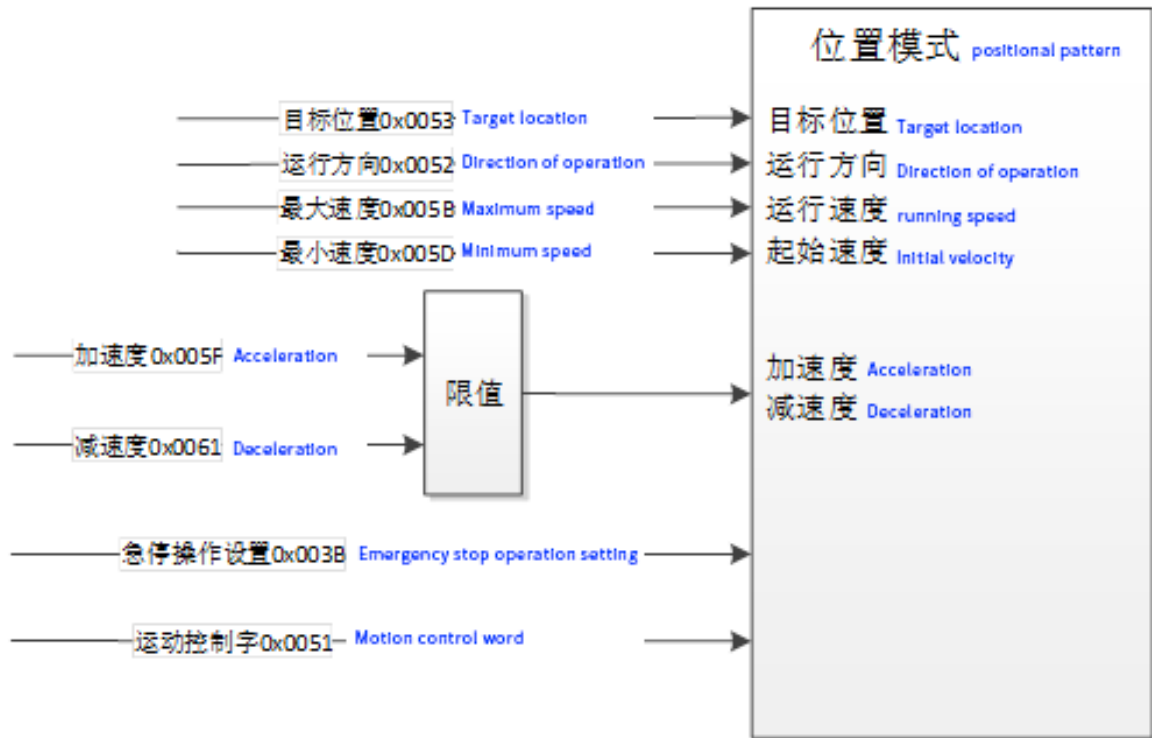 位置模式 positional pattern
目标位置0x0053 Target location
目标位置 Target location
运行方向0x0052 Direction of operation
运行方向 Direction of operation
最大速度0x005B Maximum speed
运行速度 running speed
最小速度0x005D Minimum speed
起始速度 Initial velocity
加速度0x005F Acceleration
限值
加速度 Acceleration
减速度 Deceleration
减速度0x0061 Deceleration
急停操作设置0x003B Emergency stop operation setting
运动控制字0x0051 Motion control word